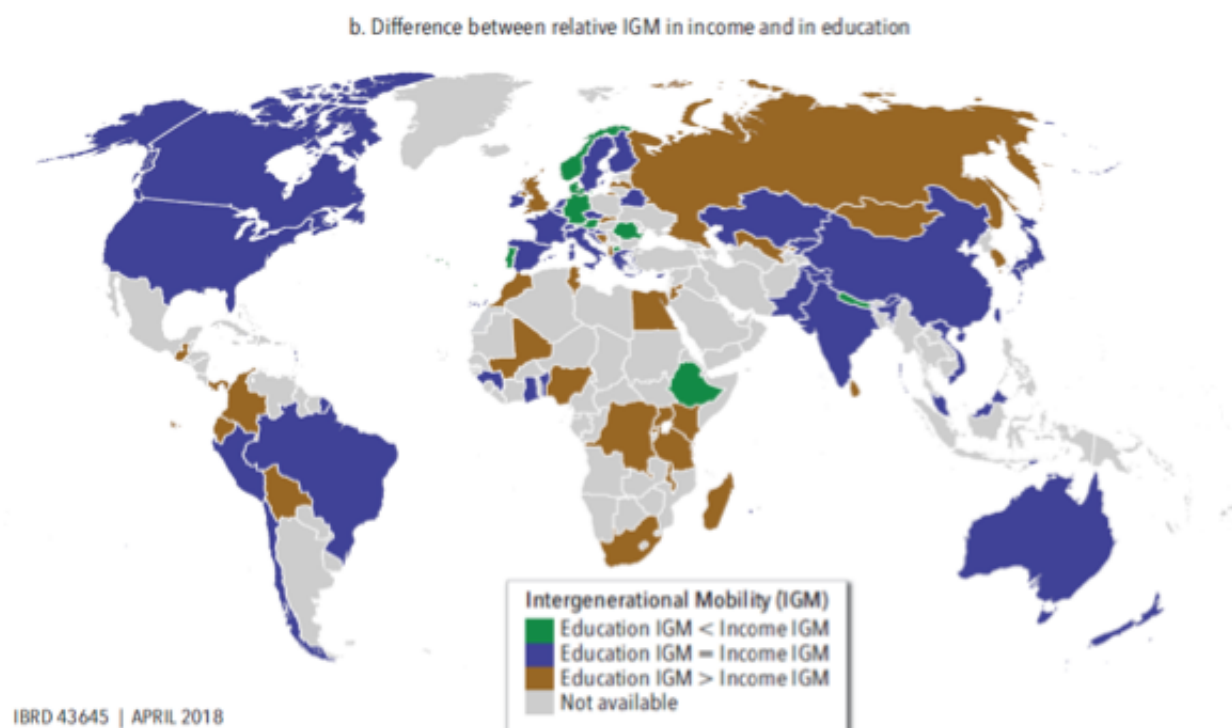 b. Difference between relative IGM in income and in education
Intergenerational Mobility (IGM)
Education IGM < Income IGM
Education IGM = Income IGM
Education IGM > Income IGM
Not available
IBRD 43645 | APRIL 2018